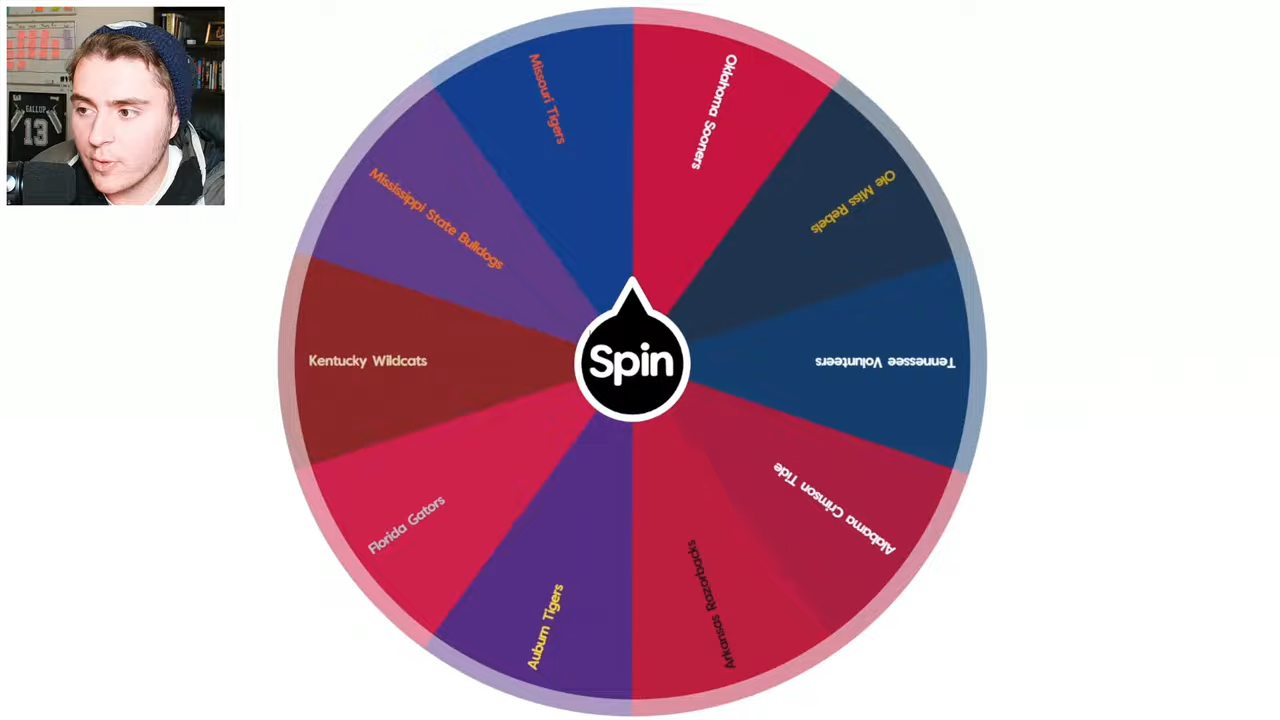 GALLUP
13
Missouri Tigers
Oklahoma Sooners
Ole Miss Rebels
Mississippi State Bulldogs
Kentucky Wildcats
Spin
Tennessee Volunteers
Alabama Crimson Tide
Florida Gators
Arkansas Razorbacks
Auburn Tigers